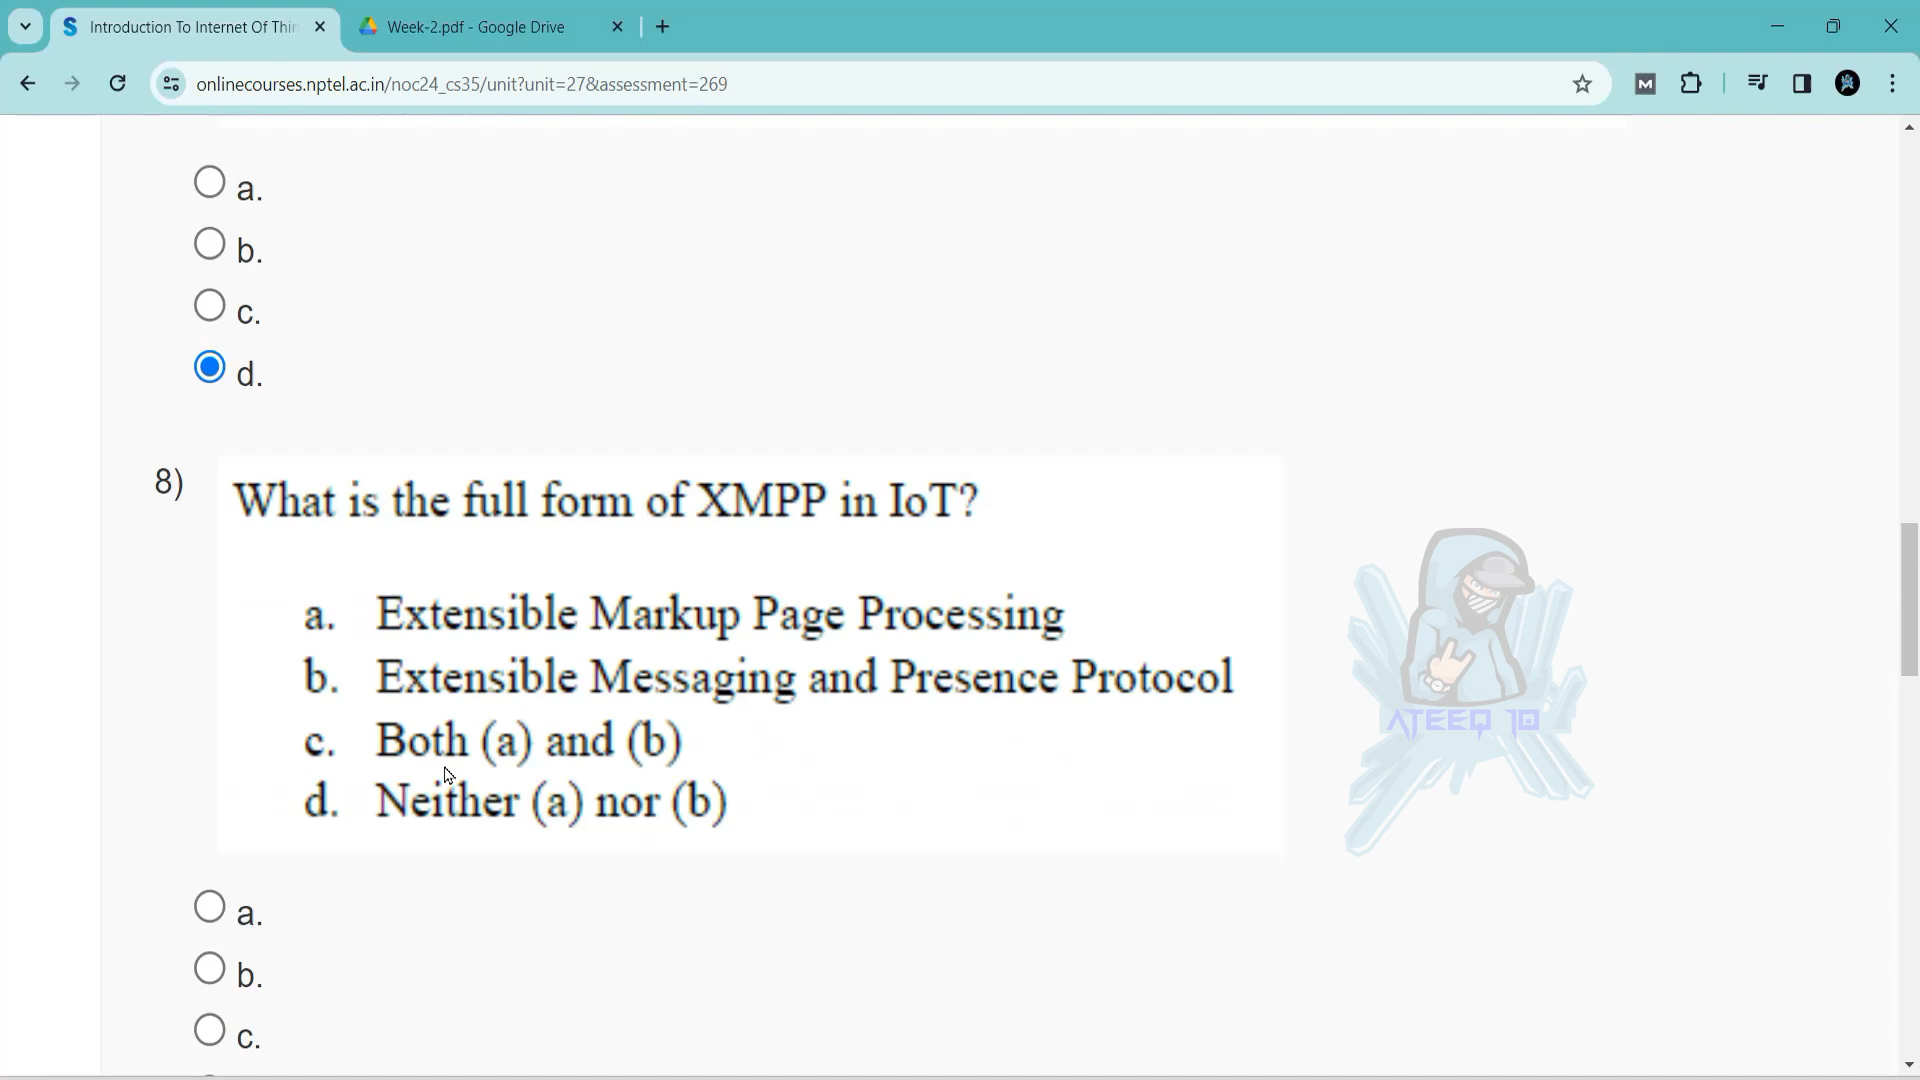 Introduction To Internet Of Thin
Week-2.pdf - Google Drive
onlinecourses.nptel.ac.in/noc24_cs35/unit?unit=27&assessment=269
M
a.
b.
c.
d.
8)
What is the full form of XMPP in IoT?
a. Extensible Markup Page Processing
b. Extensible Messaging and Presence Protocol
c. Both (a) and (b)
d. Neither (a) nor (b)
ATEEQ 10
a.
b.
c.